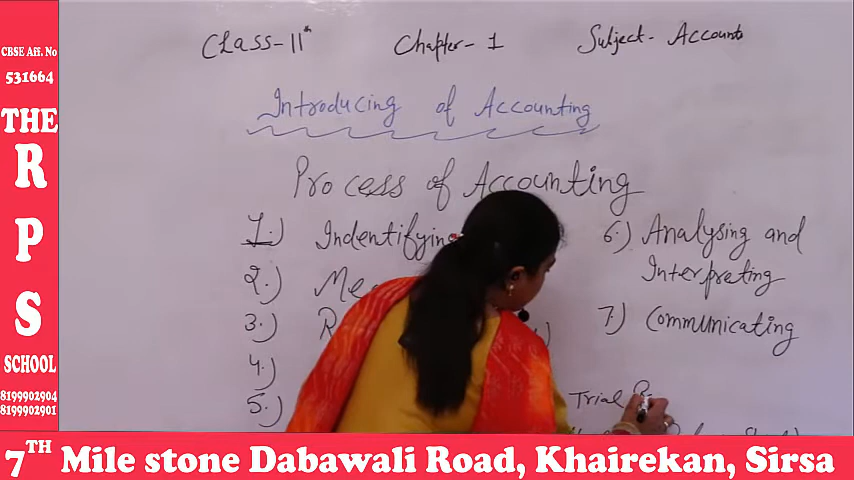 CBSE Aff. No
531664
THE
R
P
S
SCHOOL
8199902904
8199902901
Class-11th Chapter-1 Subject- Accounts
Introducing of Accounting
Process of Accounting
1.) Indentifying
2.)
3.)
4.)
5.)
6.) Analysing and
Interpreting
7.) Communicating
Trial
7TH Mile stone Dabawali Road, Khairekan, Sirsa